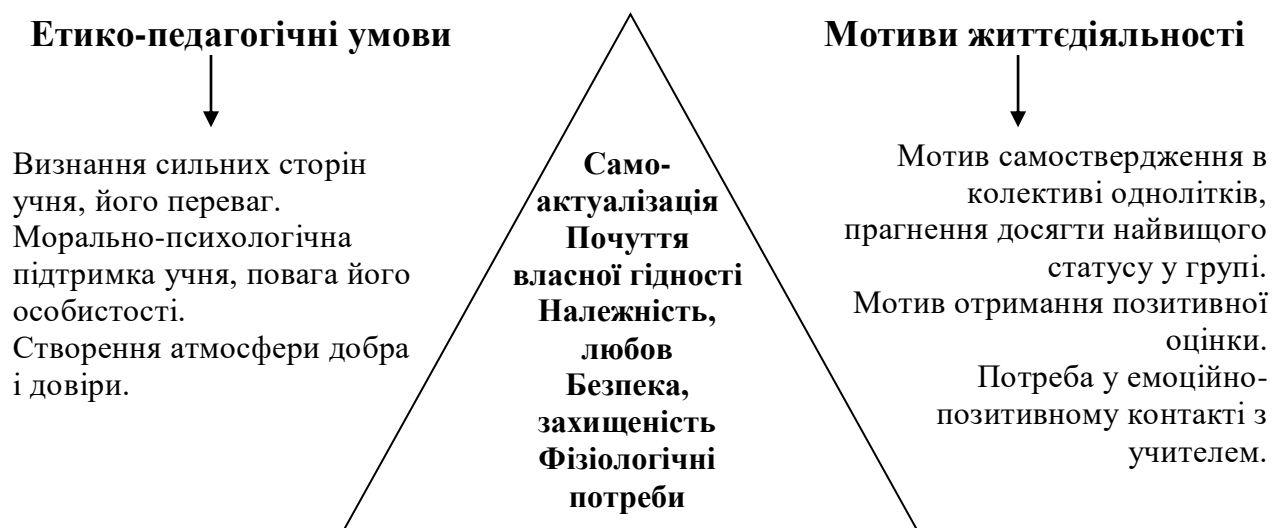 Етико-педагогічні умови
Визнання сильних сторін
учня, його переваг.
Морально-психологічна
підтримка учня, повага його
особистості.
Створення атмосфери добра
і довіри.
Само-
актуалізація
Почуття
власної гідності
Належність,
любов
Безпека,
захищеність
Фізіологічні
потреби
Мотиви життєдіяльності
Мотив самоствердження в
колективі однолітків,
прагнення досягти найвищого
статусу у групі.
Мотив отримання позитивної
оцінки.
Потреба у емоційно-
позитивному контакті з
учителем.